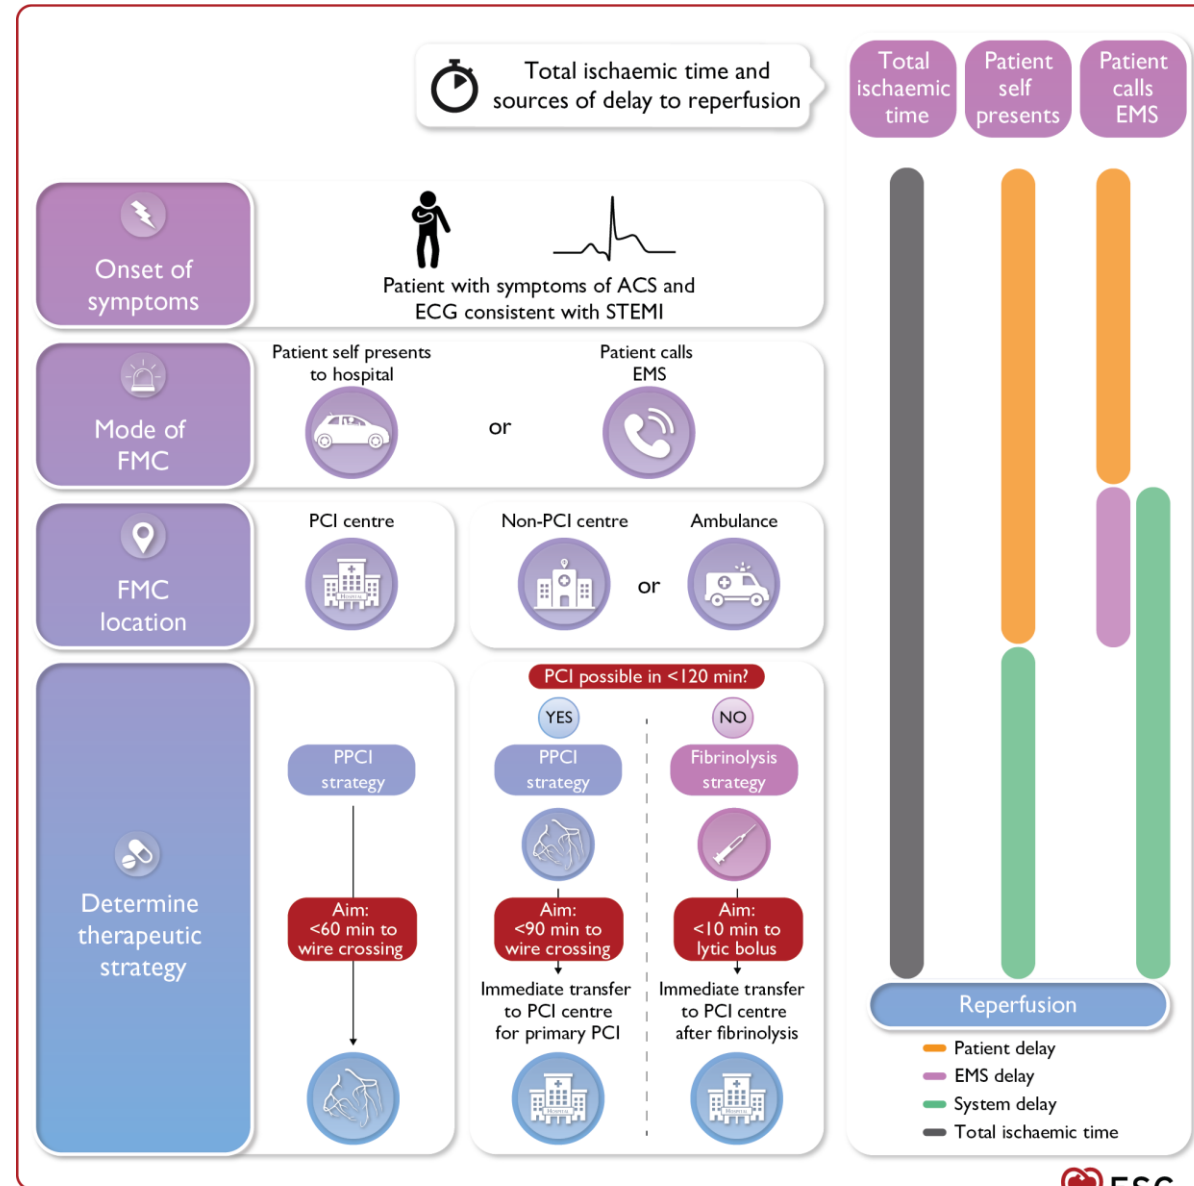 Total ischaemic time and
sources of delay to reperfusion
Total
ischaemic
time
Patient
self
presents
Patient
calls
EMS
Onset of
symptoms
Patient with symptoms of ACS and
ECG consistent with STEMI
Mode of
FMC
Patient self presents
to hospital
or
Patient calls
EMS
FMC
location
PCI centre
HOSPITAL
Non-PCI centre
or
Ambulance
Determine
therapeutic
strategy
PPCI
strategy
Aim:
<60 min to
wire crossing
PCI possible in <120 min?
YES
PPCI
strategy
Aim:
<90 min to
wire crossing
Immediate transfer
to PCI centre
for primary PCI
HOSPITAL
NO
Fibrinolysis
strategy
Aim:
<10 min to
lytic bolus
Immediate transfer
to PCI centre
after fibrinolysis
HOSPITAL
Reperfusion
Patient delay
EMS delay
System delay
Total ischaemic time
ESC